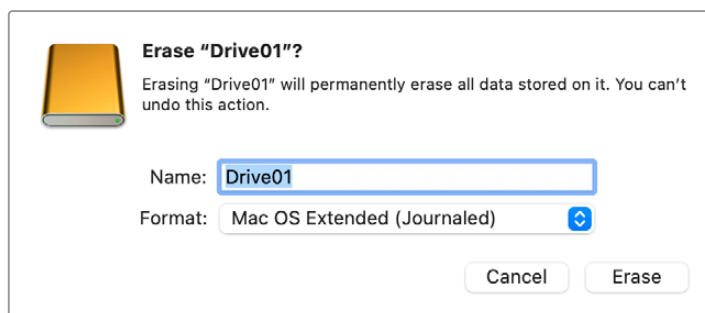 Erase “Drive01”?
Erasing “Drive01” will permanently erase all data stored on it. You can’t
undo this action.
Name: Drive01
Format: Mac OS Extended (Journaled)
Cancel Erase